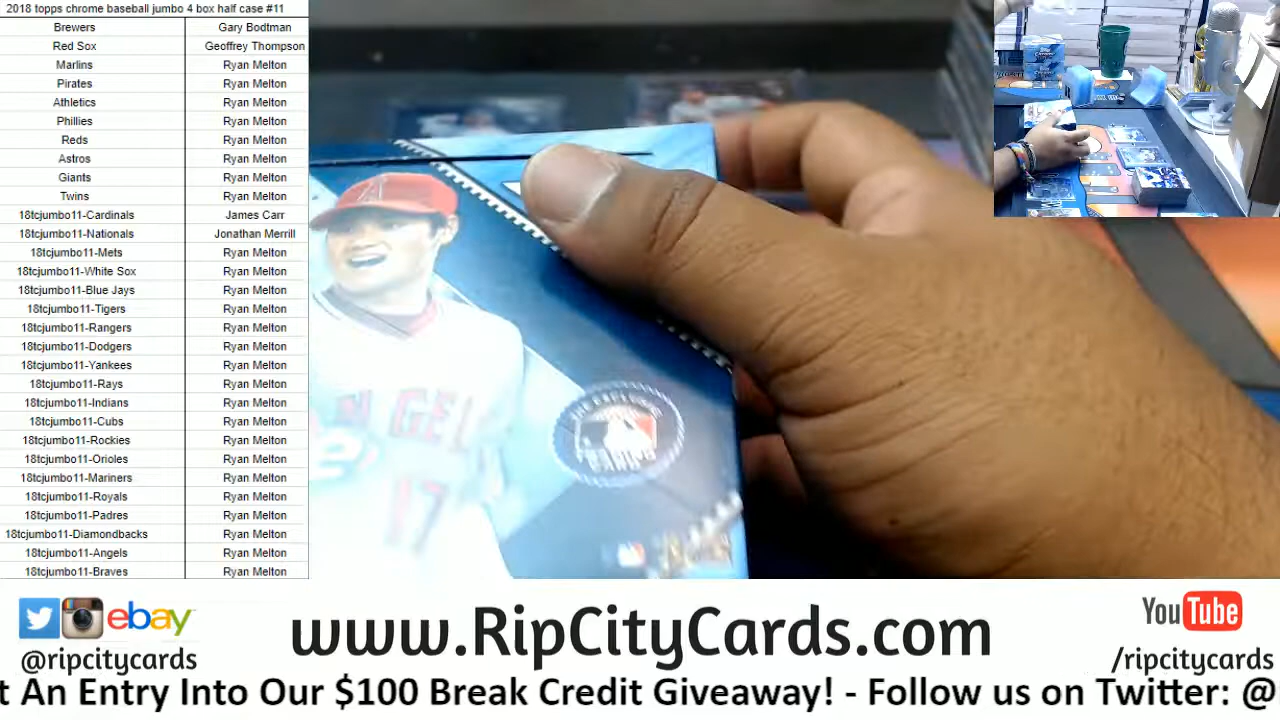 2018 topps chrome baseball jumbo 4 box half case #11
Brewers Gary Bodtman
Red Sox Geoffrey Thompson
Marlins Ryan Melton
Pirates Ryan Melton
Athletics Ryan Melton
Phillies Ryan Melton
Reds Ryan Melton
Astros Ryan Melton
Giants Ryan Melton
Twins Ryan Melton
18tcjumbo11-Cardinals James Carr
18tcjumbo11-Nationals Jonathan Merrill
18tcjumbo11-Mets Ryan Melton
18tcjumbo11-White Sox Ryan Melton
18tcjumbo11-Blue Jays Ryan Melton
18tcjumbo11-Tigers Ryan Melton
18tcjumbo11-Rangers Ryan Melton
18tcjumbo11-Dodgers Ryan Melton
18tcjumbo11-Yankees Ryan Melton
18tcjumbo11-Rays Ryan Melton
18tcjumbo11-Indians Ryan Melton
18tcjumbo11-Cubs Ryan Melton
18tcjumbo11-Rockies Ryan Melton
18tcjumbo11-Orioles Ryan Melton
18tcjumbo11-Mariners Ryan Melton
18tcjumbo11-Royals Ryan Melton
18tcjumbo11-Padres Ryan Melton
18tcjumbo11-Diamondbacks Ryan Melton
18tcjumbo11-Angels Ryan Melton
18tcjumbo11-Braves Ryan Melton
ANGEL
17
ebay
@ripcitycards
www.RipCityCards.com
YouTube
/ripcitycards
t An Entry Into Our $100 Break Credit Giveaway! - Follow us on Twitter: @